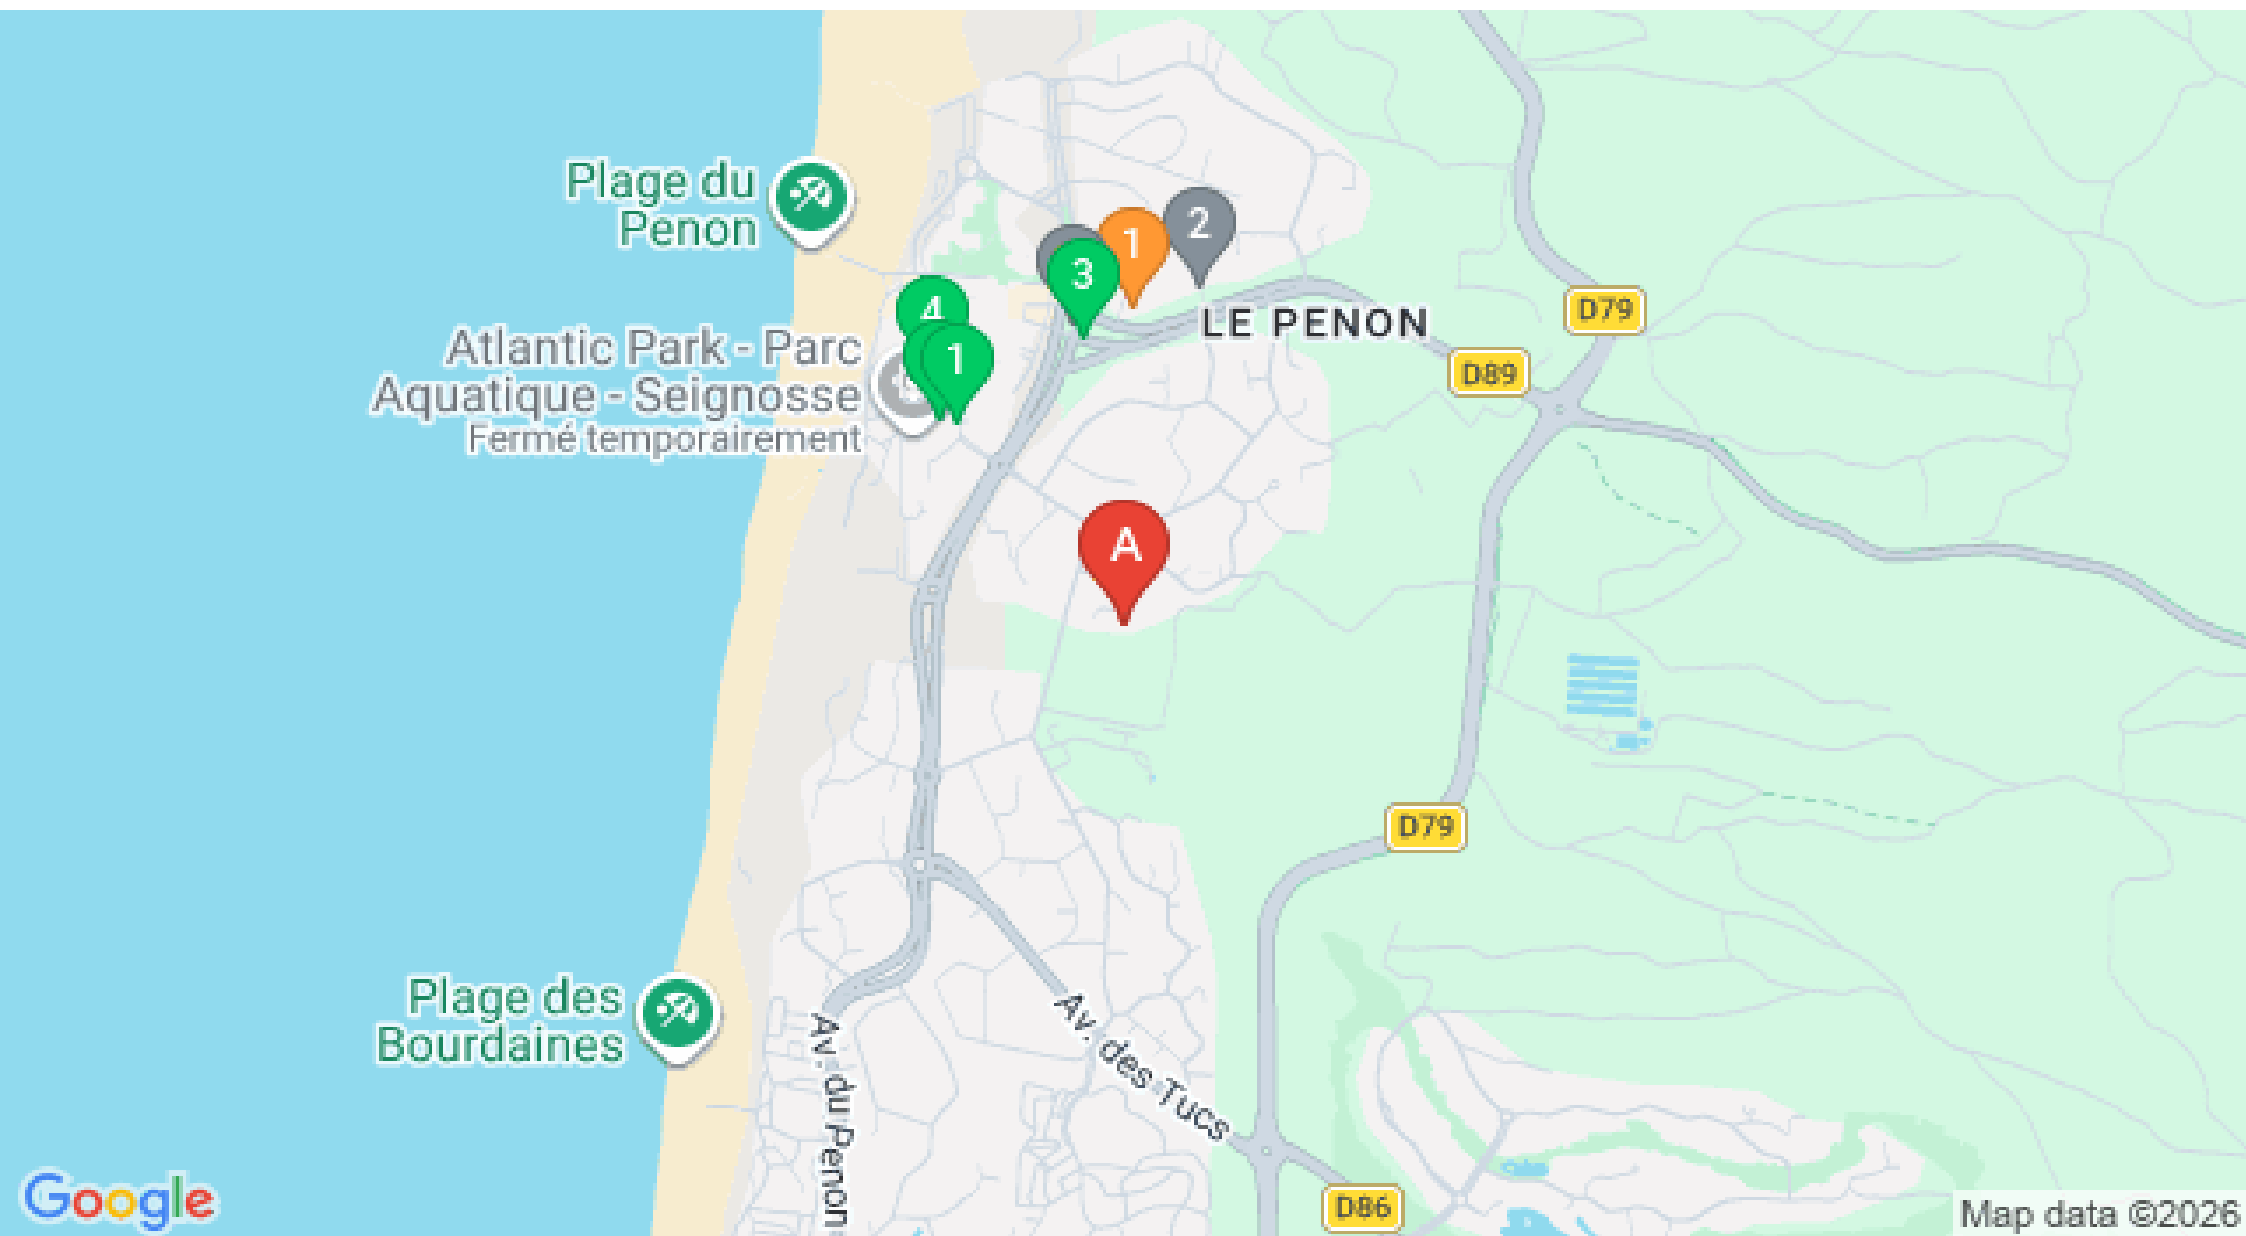 Plage du
Penon
2
1
3
4
1
LE PENON
D79
Atlantic Park - Parc
Aquatique - Seignosse
Fermé temporairement
D89
A
D79
Plage des
Bourdaines
Av. du Penon
Av. des Tucs
D86
Google
Map data ©2026